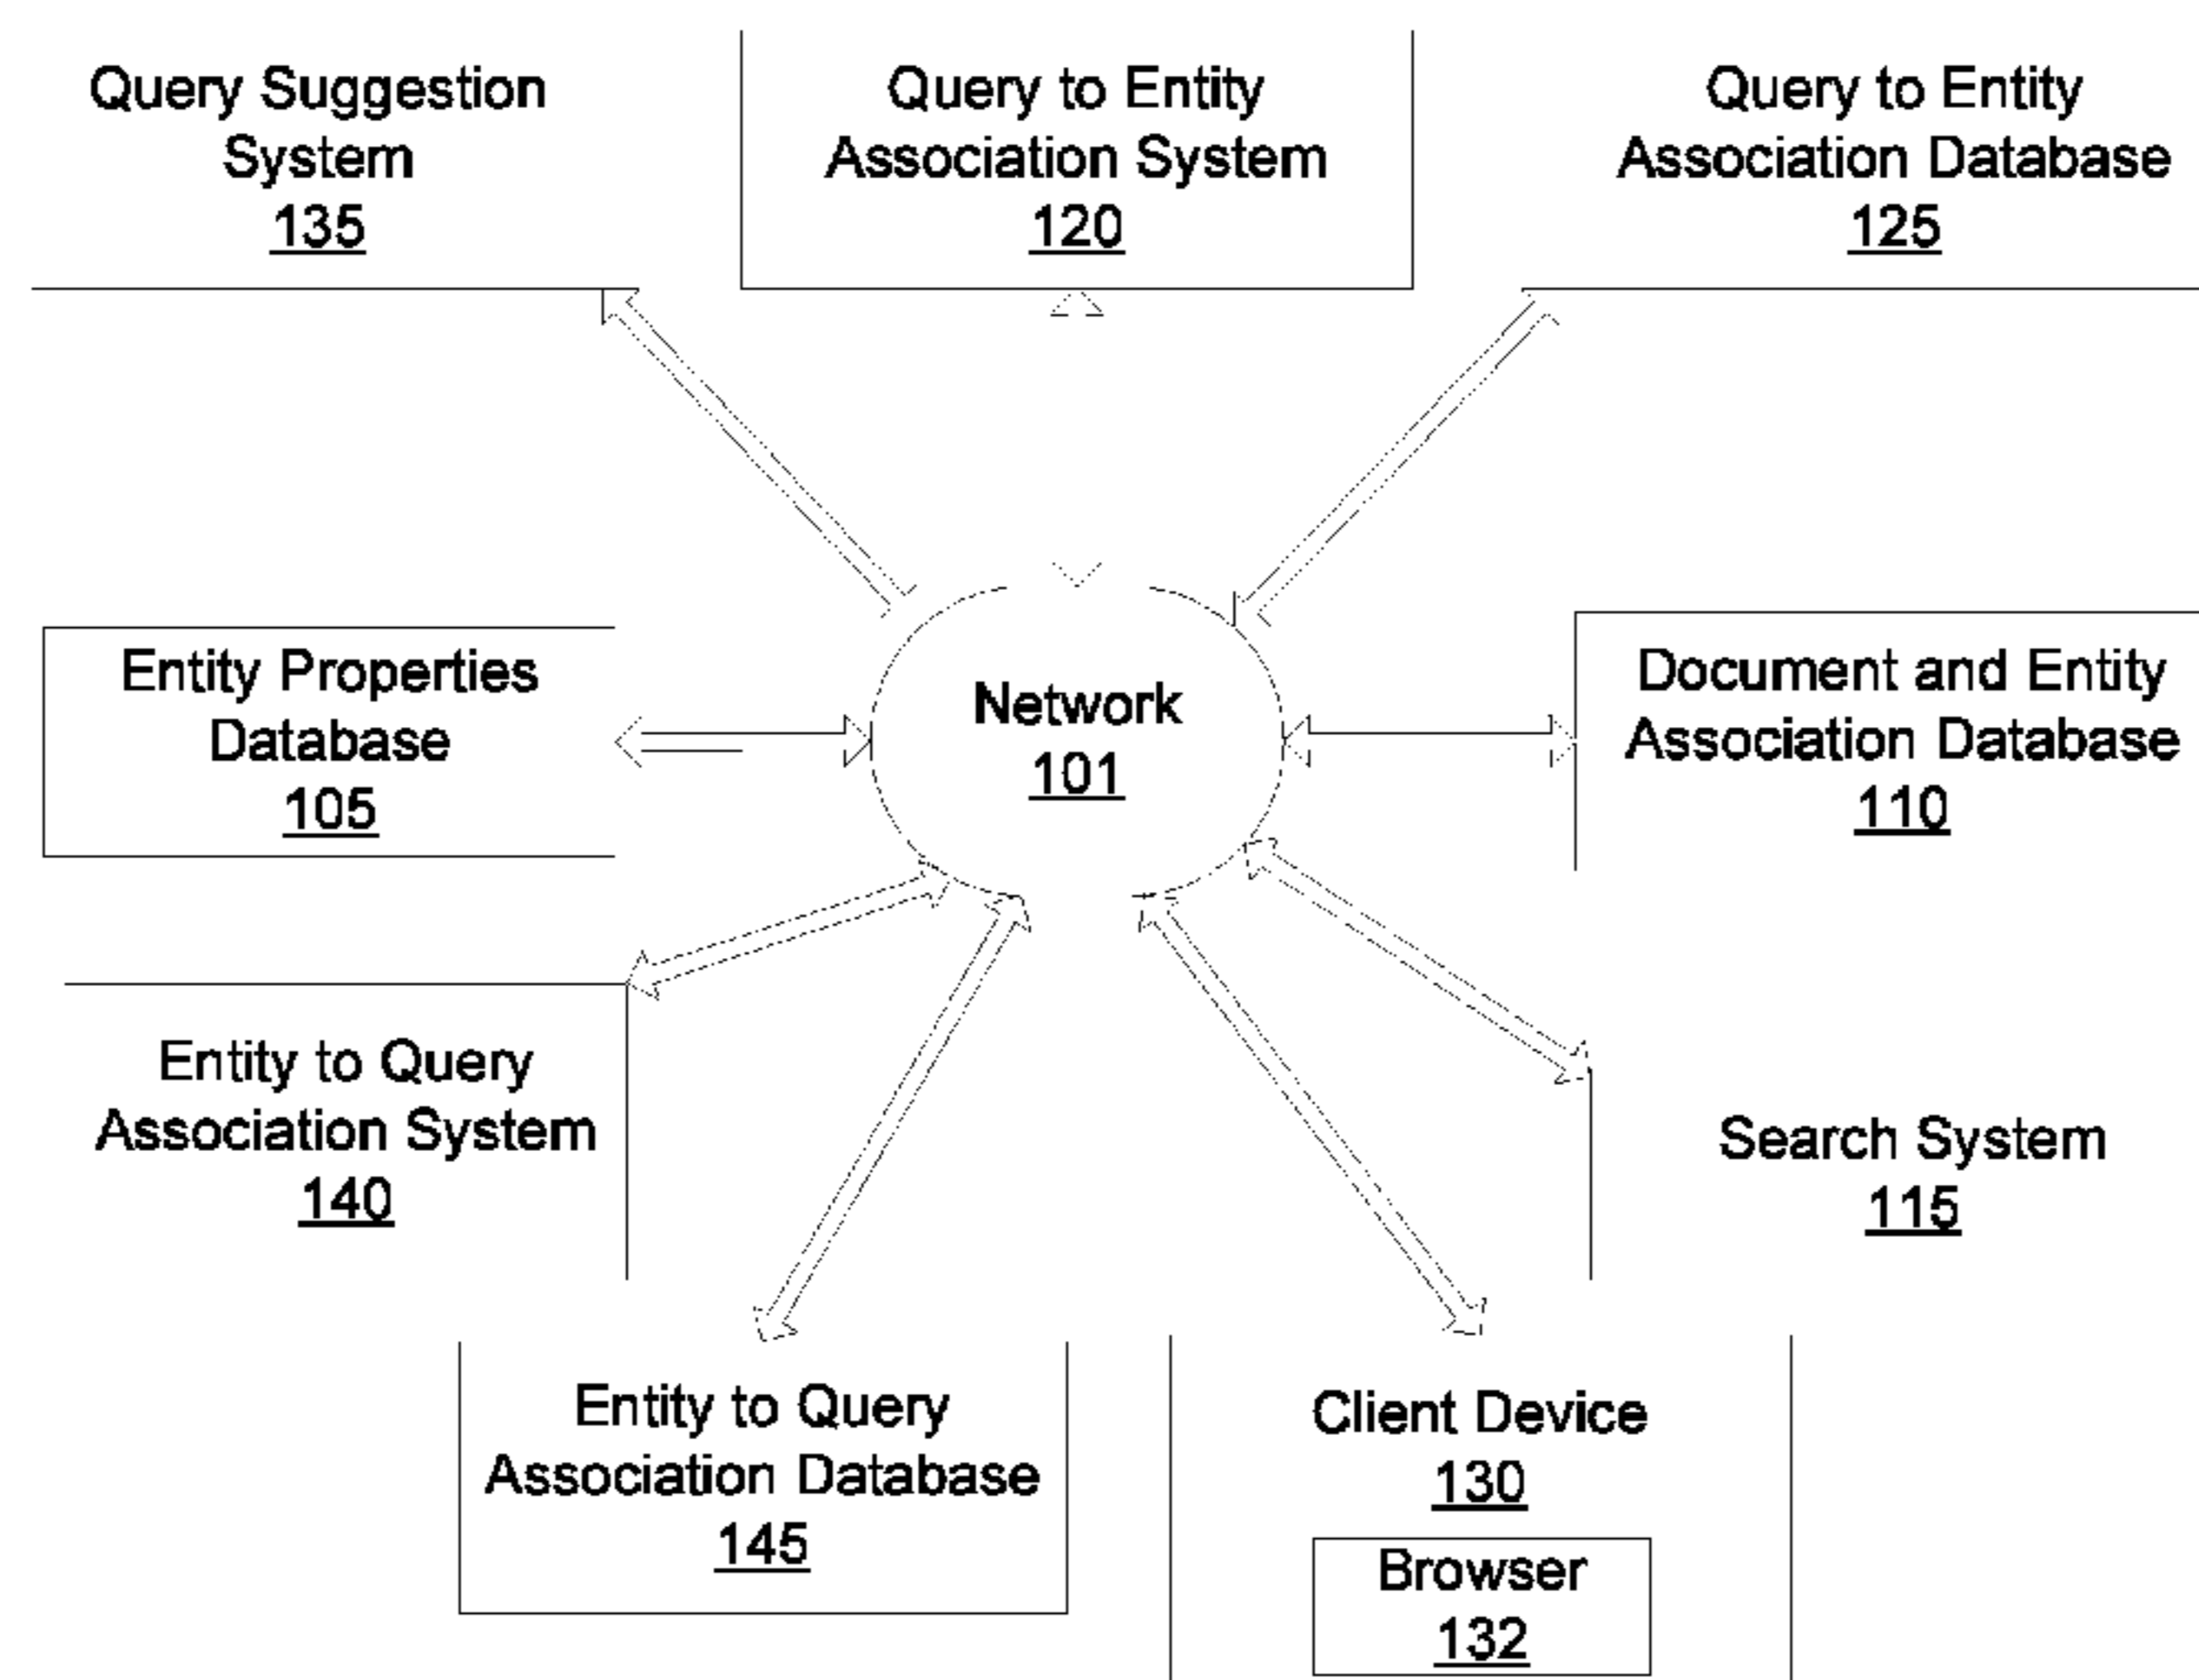 Query Suggestion
System
135
Query to Entity
Association System
120
Query to Entity
Association Database
125
Entity Properties
Database
105
Network
101
Document and Entity
Association Database
110
Entity to Query
Association System
140
Search System
115
Entity to Query
Association Database
145
Client Device
130
Browser
132